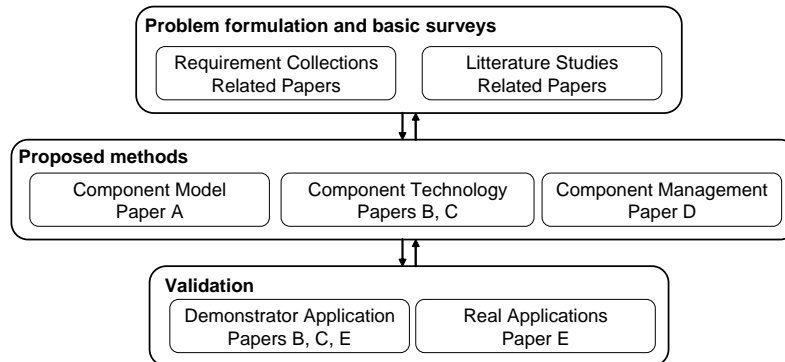 Problem formulation and basic surveys
Requirement Collections
Related Papers
Litterature Studies
Related Papers
Proposed methods
Component Model
Paper A
Component Technology
Papers B, C
Component Management
Paper D
Validation
Demonstrator Application
Papers B, C, E
Real Applications
Paper E